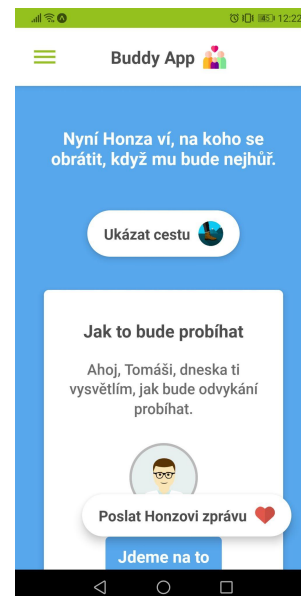 12:22
Buddy App
Nyní Honza ví, na koho se
obrátit, když mu bude nejhůř.
Ukázat cestu
Jak to bude probíhat
Ahoj, Tomáši, dneska ti
vysvětlím, jak bude odvykání
probíhat.
Poslat Honzovi zprávu
Jdeme na to